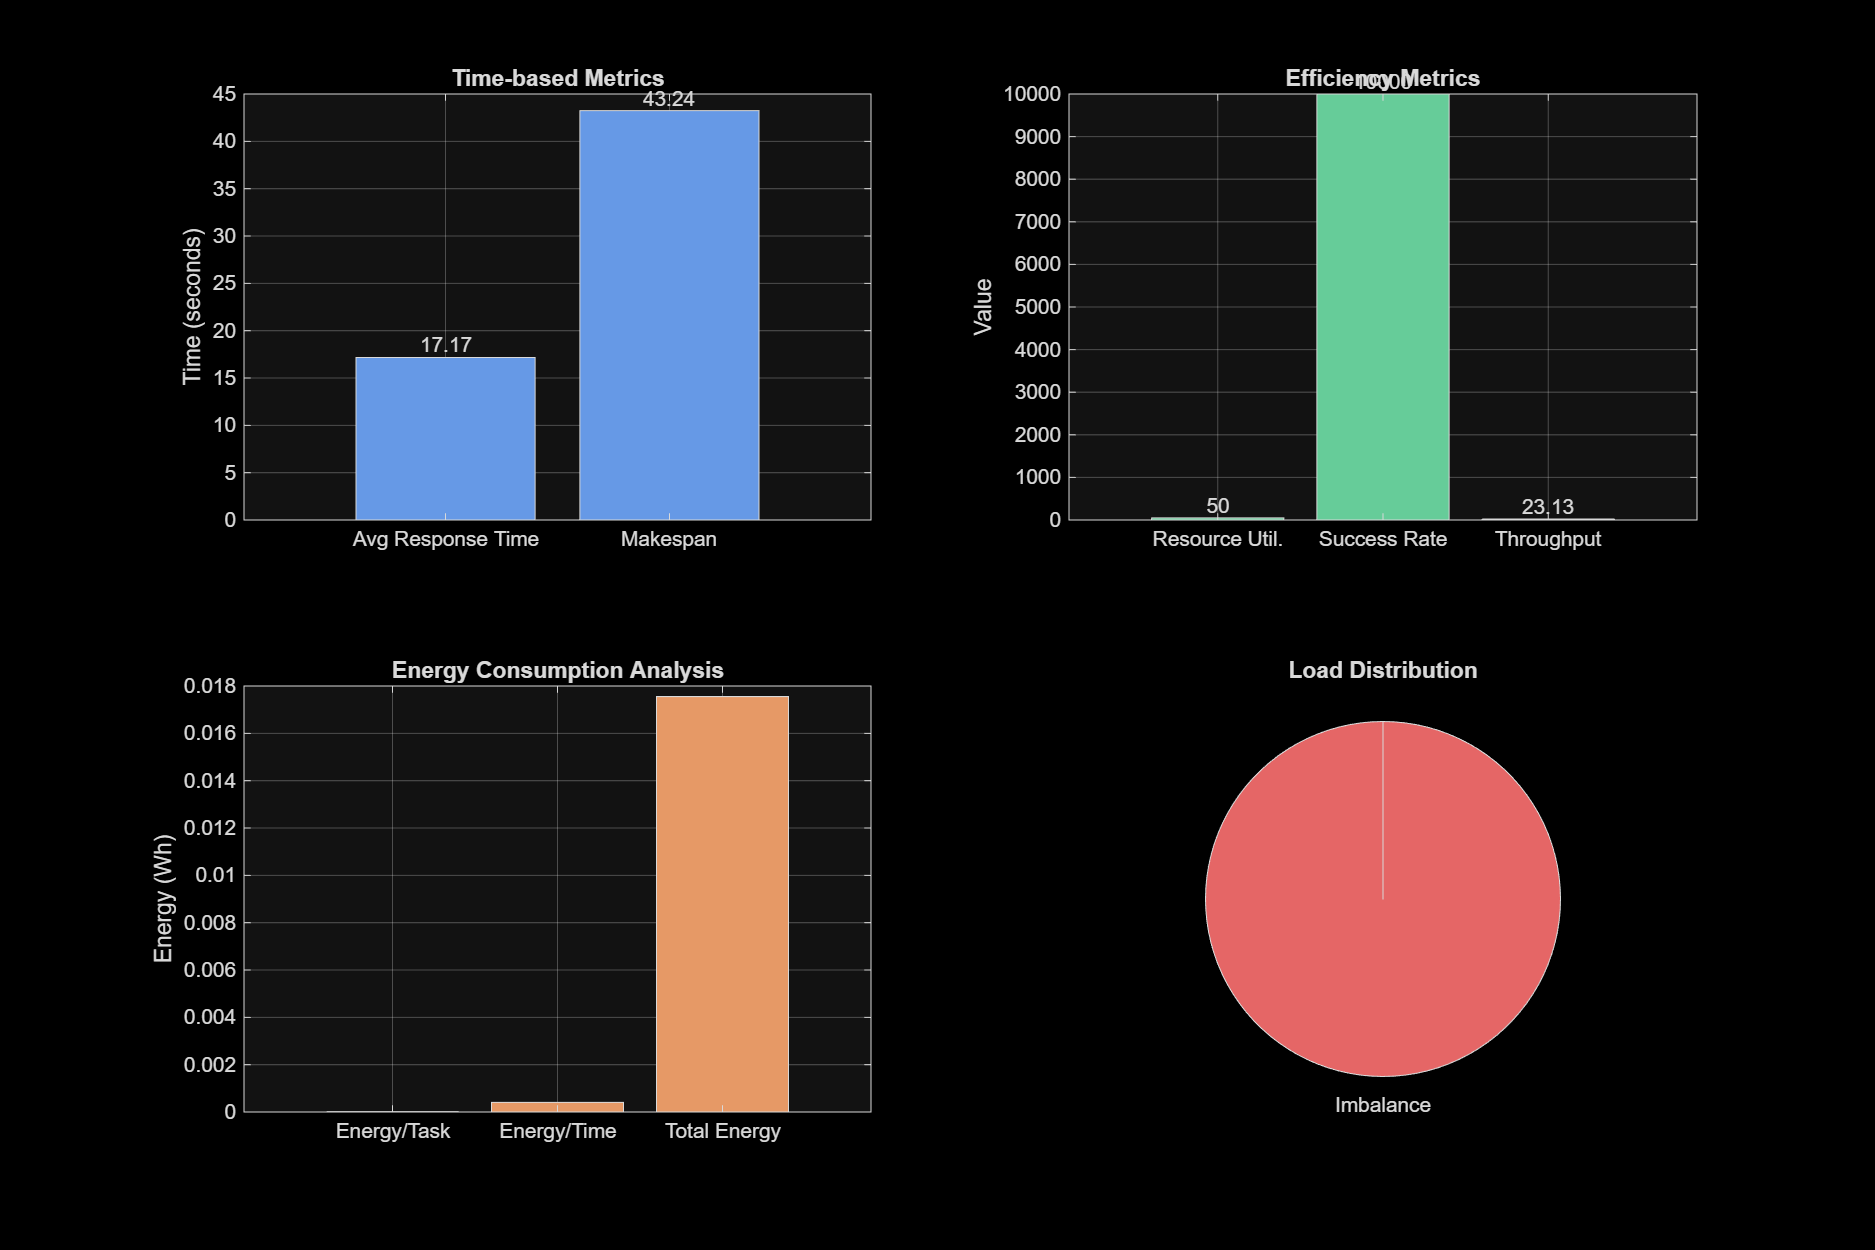 Time-based Metrics
45
40
35
30
25
20
15
10
5
0
Time (seconds)
17.17
43.24
Avg Response Time
Makespan
Efficiency Metrics
10000
10000
9000
8000
7000
6000
5000
4000
3000
2000
1000
0
Value
50
23.13
Resource Util.
Success Rate
Throughput
Energy Consumption Analysis
0.018
0.016
0.014
0.012
0.01
0.008
0.006
0.004
0.002
0
Energy (Wh)
Energy/Task
Energy/Time
Total Energy
Load Distribution
Imbalance